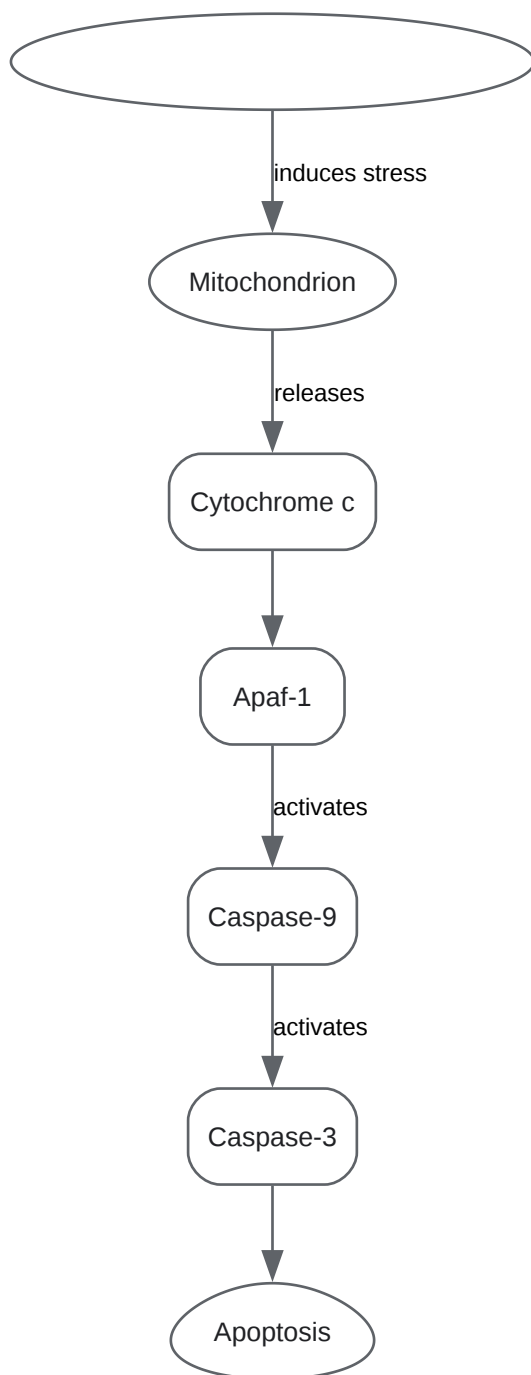 induces stress
Mitochondrion
releases
Cytochrome c
Apaf-1
activates
Caspase-9
activates
Caspase-3
Apoptosis